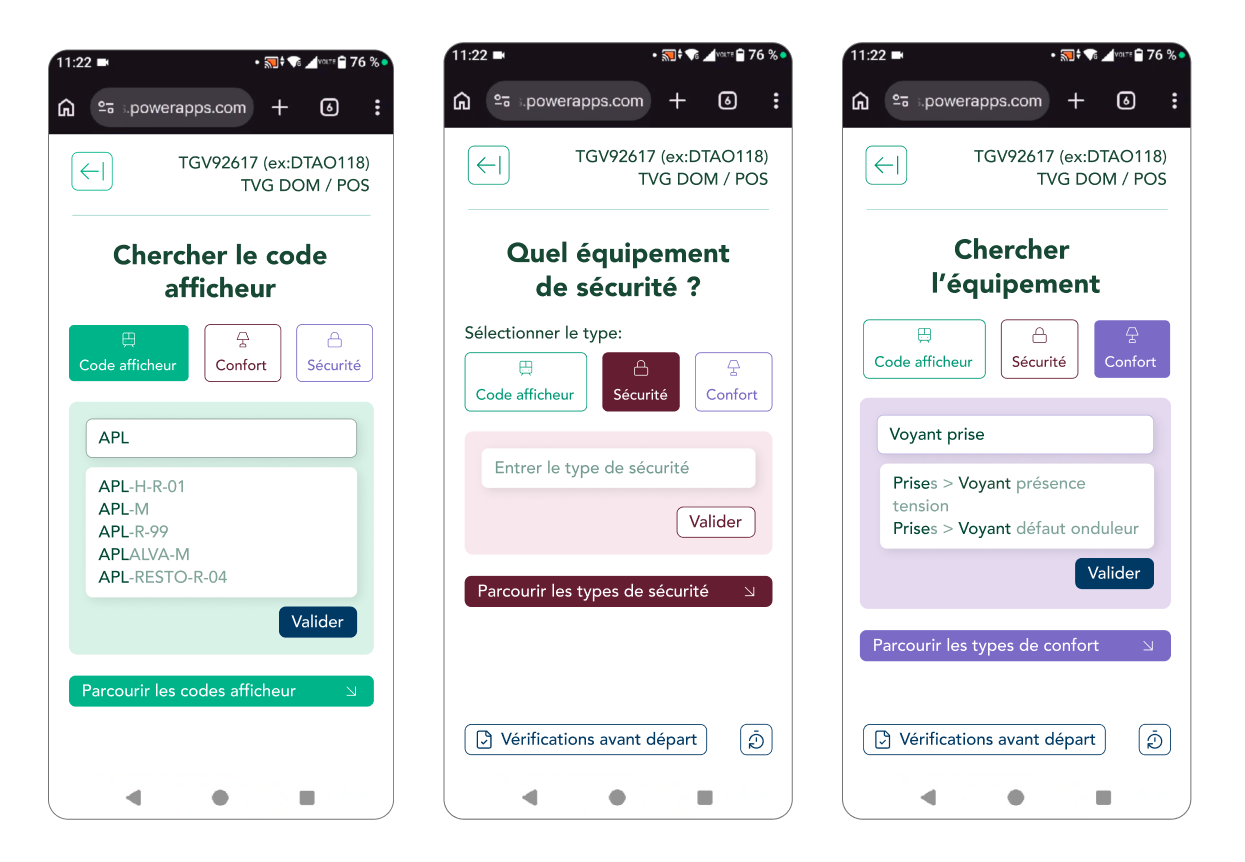 11:22
76 %
.powerapps.com
6
TGV92617 (ex:DTAO118)
TVG DOM / POS
Chercher le code
afficheur
Code afficheur
Confort
Sécurité
APL
APL-H-R-01
APL-M
APL-R-99
APLALVA-M
APL-RESTO-R-04
Valider
Parcourir les codes afficheur
11:22
76 %
.powerapps.com
6
TGV92617 (ex:DTAO118)
TVG DOM / POS
Quel équipement
de sécurité ?
Sélectionner le type:
Code afficheur
Sécurité
Confort
Entrer le type de sécurité
Valider
Parcourir les types de sécurité
Vérifications avant départ
11:22
76 %
.powerapps.com
6
TGV92617 (ex:DTAO118)
TVG DOM / POS
Chercher
l’équipement
Code afficheur
Sécurité
Confort
Voyant prise
Prises > Voyant présence
tension
Prises > Voyant défaut onduleur
Valider
Parcourir les types de confort
Vérifications avant départ